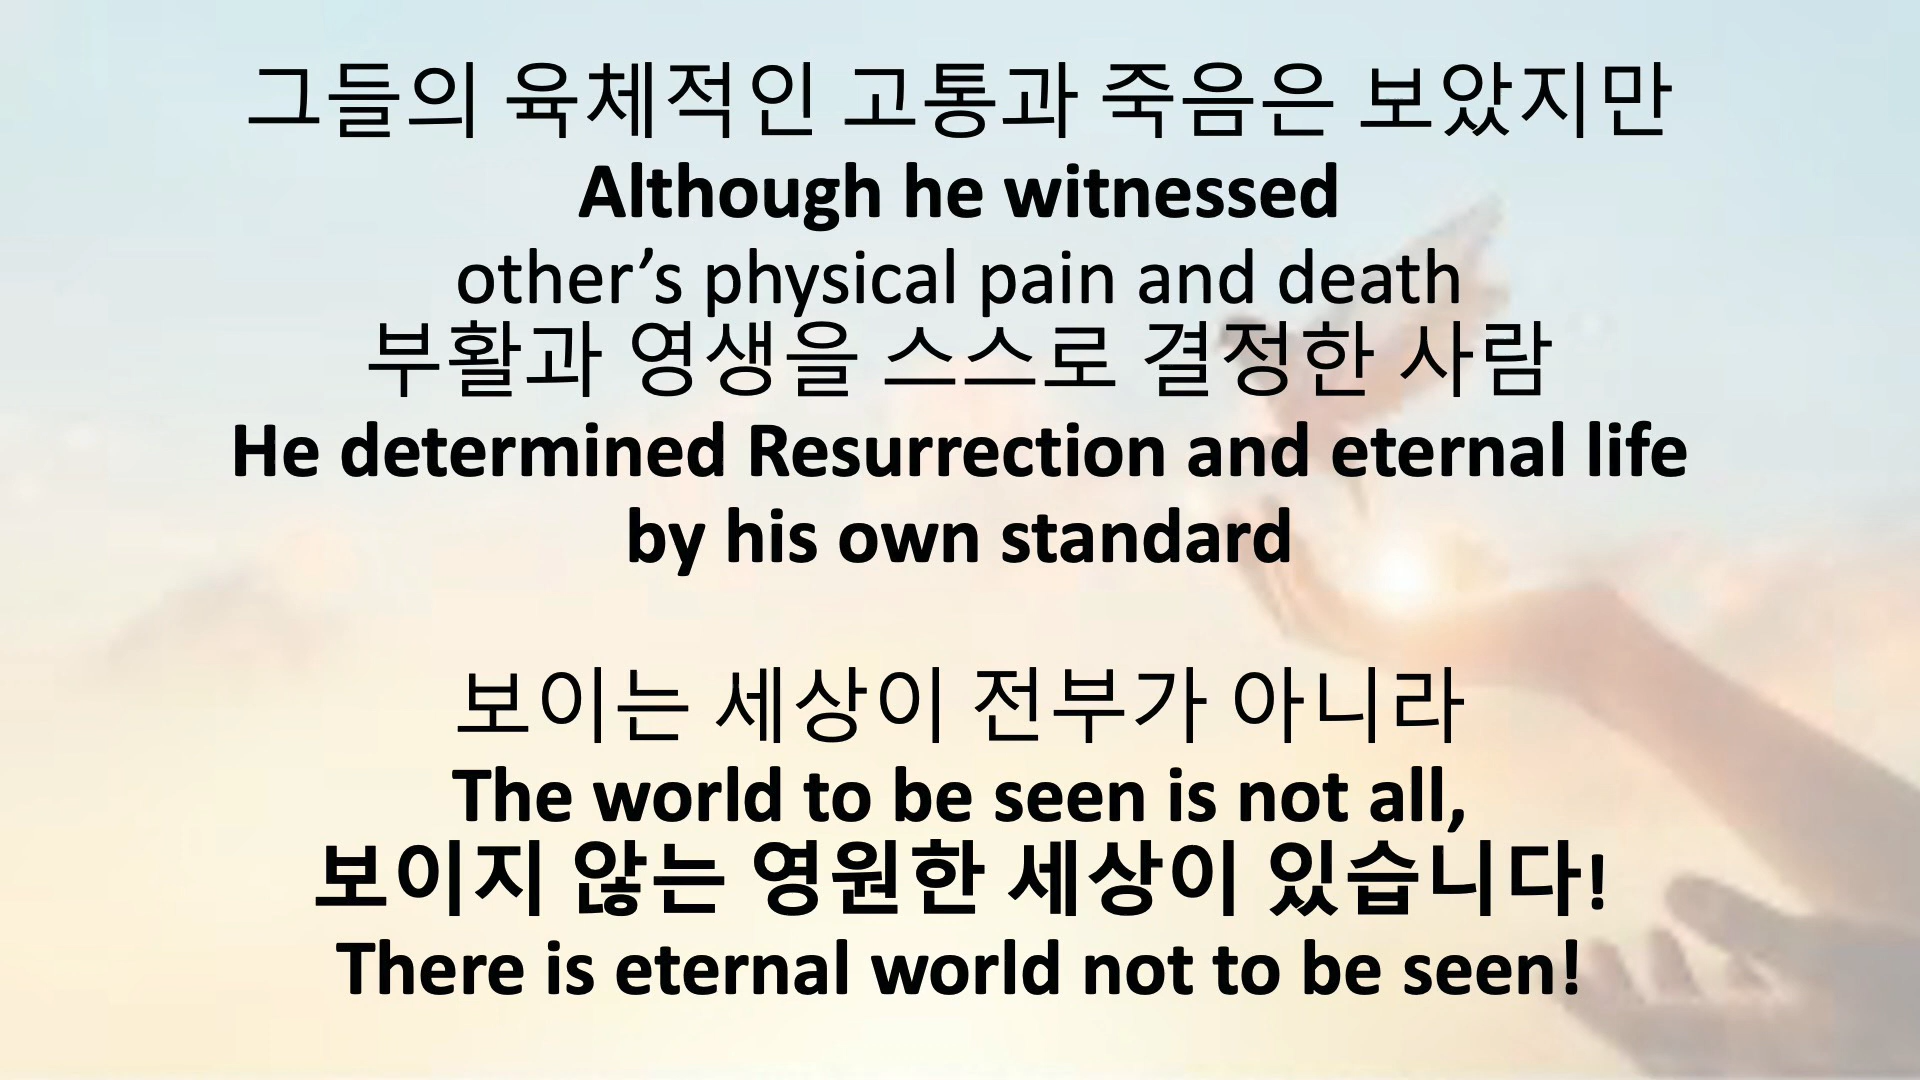 그들의 육체적인 고통과 죽음은 보았지만
Although he witnessed
other’s physical pain and death
부활과 영생을 스스로 결정한 사람
He determined Resurrection and eternal life
by his own standard
보이는 세상이 전부가 아니라
The world to be seen is not all,
보이지 않는 영원한 세상이 있습니다!
There is eternal world not to be seen!